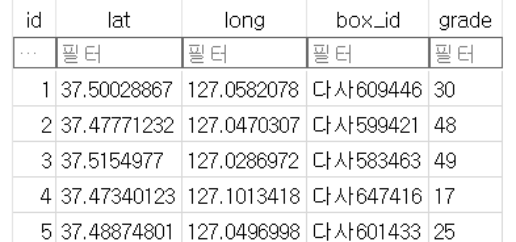 id lat long box_id grade
... 필터 필터 필터 필터
1 37.50028867 127.0582078 다사609446 30
2 37.47771232 127.0470307 다사599421 48
3 37.5154977 127.0286972 다사583463 49
4 37.47340123 127.1013418 다사647416 17
5 37.48874801 127.0496998 다사601433 25